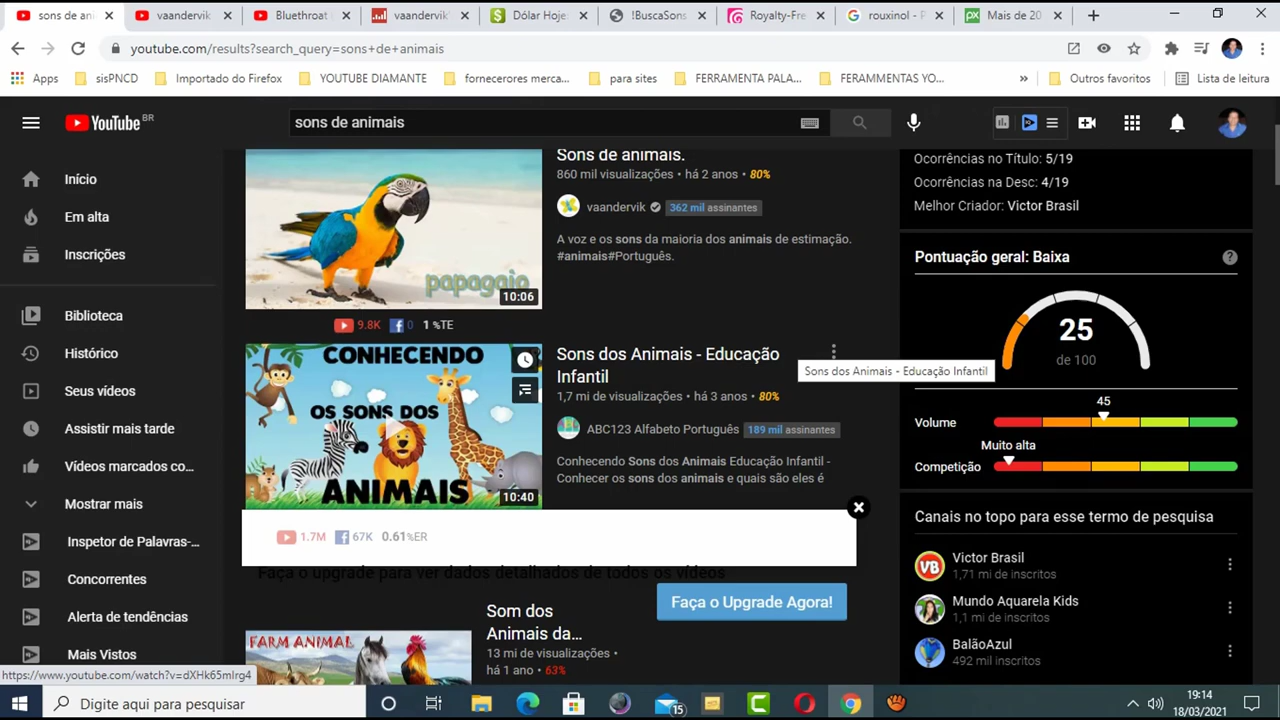 sons de ani
vaandervik
Bluethroat b
vaandervik'
Dólar Hoje
!BuscaSons
Royalty-Fre
rouxinol - P
Mais de 20
youtube.com/results?search_query=sons+de+animais
Apps
sisPNCD
Importado do Firefox
YOUTUBE DIAMANTE
fornecerores merca...
para sites
FERRAMENTA PALA...
FERAMMENTAS YO...
»
Outros favoritos
Lista de leitura
YouTube BR
sons de animais
Início
Em alta
Inscrições
Biblioteca
Histórico
Seus vídeos
Assistir mais tarde
Vídeos marcados co...
Mostrar mais
Inspetor de Palavras-...
Concorrentes
Alerta de tendências
Mais Vistos
papagaio
10:06
Sons de animais.
860 mil visualizações • há 2 anos • 80%
vaandervik 362 mil assinantes
A voz e os sons da maioria dos animais de estimação.
#animais#Português.
9.8K 0 1 %TE
CONHECENDO
OS SONS DOS
ANIMAIS
10:40
Sons dos Animais - Educação
Infantil
1,7 mi de visualizações • há 3 anos • 80%
ABC123 Alfabeto Português 189 mil assinantes
Conhecendo Sons dos Animais Educação Infantil -
Conhecer os sons dos animais e quais são eles é
Sons dos Animais - Educação Infantil
1.7M 67K 0.61%ER
Faça o upgrade para ver dados detalhados de todos os vídeos
Faça o Upgrade Agora!
FARM ANIMAL
Som dos
Animais da...
13 mi de visualizações •
há 1 ano • 63%
Ocorrências no Título: 5/19
Ocorrências na Desc: 4/19
Melhor Criador: Victor Brasil
Pontuação geral: Baixa
?
25
de 100
45
Volume
Muito alta
Competição
Canais no topo para esse termo de pesquisa
VB
Victor Brasil
1,71 mi de inscritos
Mundo Aquarela Kids
1,1 mi de inscritos
BalãoAzul
492 mil inscritos
https://www.youtube.com/watch?v=dXHk65mIrg4
Digite aqui para pesquisar
15
19:14
18/03/2021